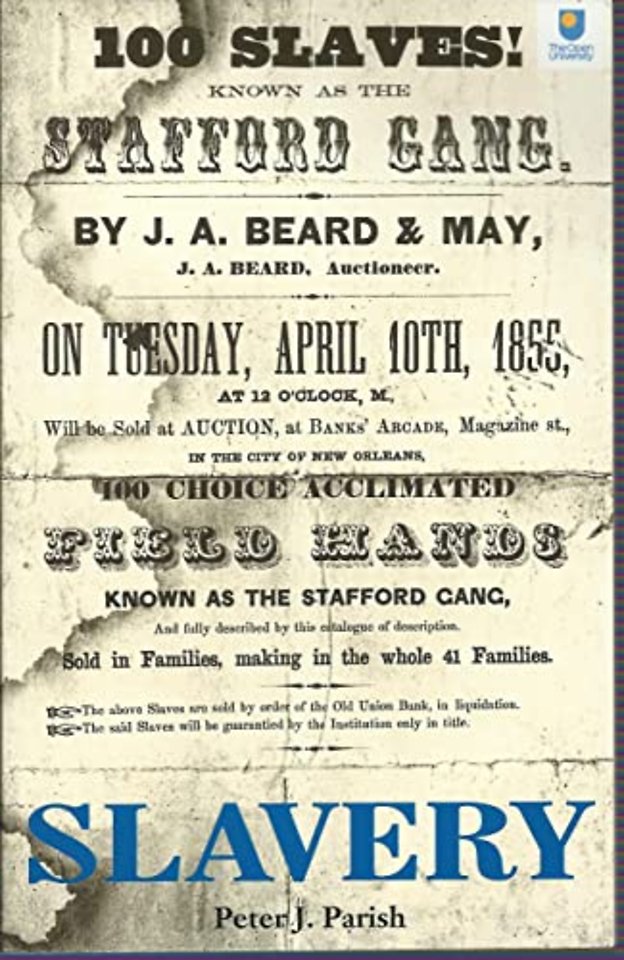 The Open
University
100 SLAVES!
KNOWN AS THE
STAFFORD GANG.
BY J. A. BEARD & MAY,
J. A. BEARD, Auctioneer.
ON TUESDAY, APRIL 10TH, 1855,
AT 12 O'CLOCK, M.,
Will be Sold at AUCTION, at BANKS' ARCADE, Magazine st.,
IN THE CITY OF NEW ORLEANS,
100 CHOICE ACCLIMATED
FIELD HANDS
KNOWN AS THE STAFFORD GANG,
And fully described by this catalogue of description.
Sold in Families, making in the whole 41 Families.
☞The above Slaves are sold by order of the Old Union Bank, in liquidation.
☞The said Slaves will be guarantied by the Institution only in title.
SLAVERY
Peter J. Parish